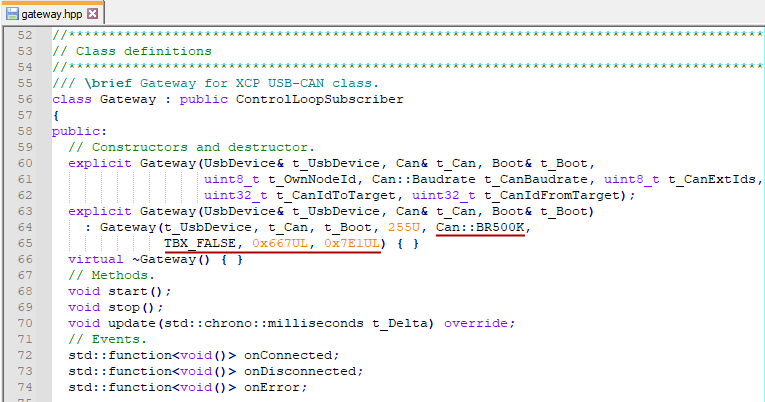 gateway.hpp
52 //*****************************************************************************************
53 // Class definitions
54 //*****************************************************************************************
55 /// \brief Gateway for XCP USB-CAN class.
56 class Gateway : public ControlLoopSubscriber
57 {
58 public:
59 // Constructors and destructor.
60 explicit Gateway(UsbDevice& t_UsbDevice, Can& t_Can, Boot& t_Boot,
61 uint8_t t_OwnNodeId, Can::Baudrate t_CanBaudrate, uint8_t t_CanExtIds,
62 uint32_t t_CanIdToTarget, uint32_t t_CanIdFromTarget);
63 explicit Gateway(UsbDevice& t_UsbDevice, Can& t_Can, Boot& t_Boot)
64 : Gateway(t_UsbDevice, t_Can, t_Boot, 255U, Can::BR500K,
65 TBX_FALSE, 0x667UL, 0x7E1UL) { }
66 virtual ~Gateway() { }
67 // Methods.
68 void start();
69 void stop();
70 void update(std::chrono::milliseconds t_Delta) override;
71 // Events.
72 std::function<void()> onConnected;
73 std::function<void()> onDisconnected;
74 std::function<void()> onError;